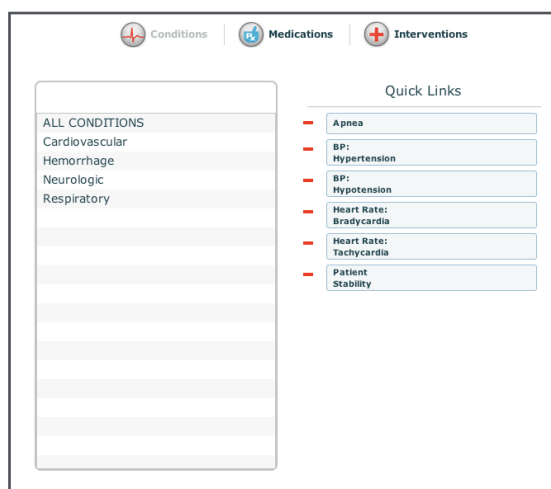 Conditions
Medications
Interventions
ALL CONDITIONS
Cardiovascular
Hemorrhage
Neurologic
Respiratory
Quick Links
Apnea
BP:
Hypertension
BP:
Hypotension
Heart Rate:
Bradycardia
Heart Rate:
Tachycardia
Patient
Stability